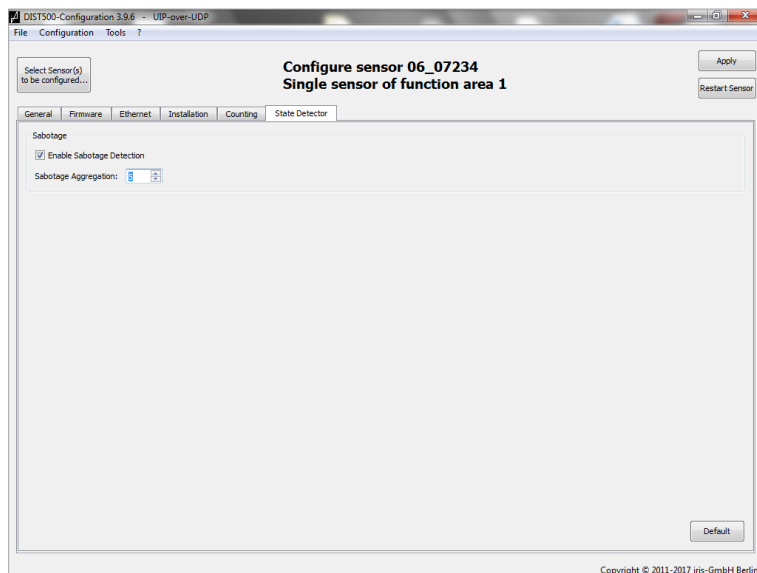 DIST500-Configuration 3.9.6 - UIP-over-UDP
File Configuration Tools ?
Select Sensor(s)
to be configured...
Configure sensor 06_07234
Single sensor of function area 1
Apply
Restart Sensor
General Firmware Ethernet Installation Counting State Detector
Sabotage
Enable Sabotage Detection
Sabotage Aggregation: 5
Default
Copyright © 2011-2017 iris-GmbH Berlin